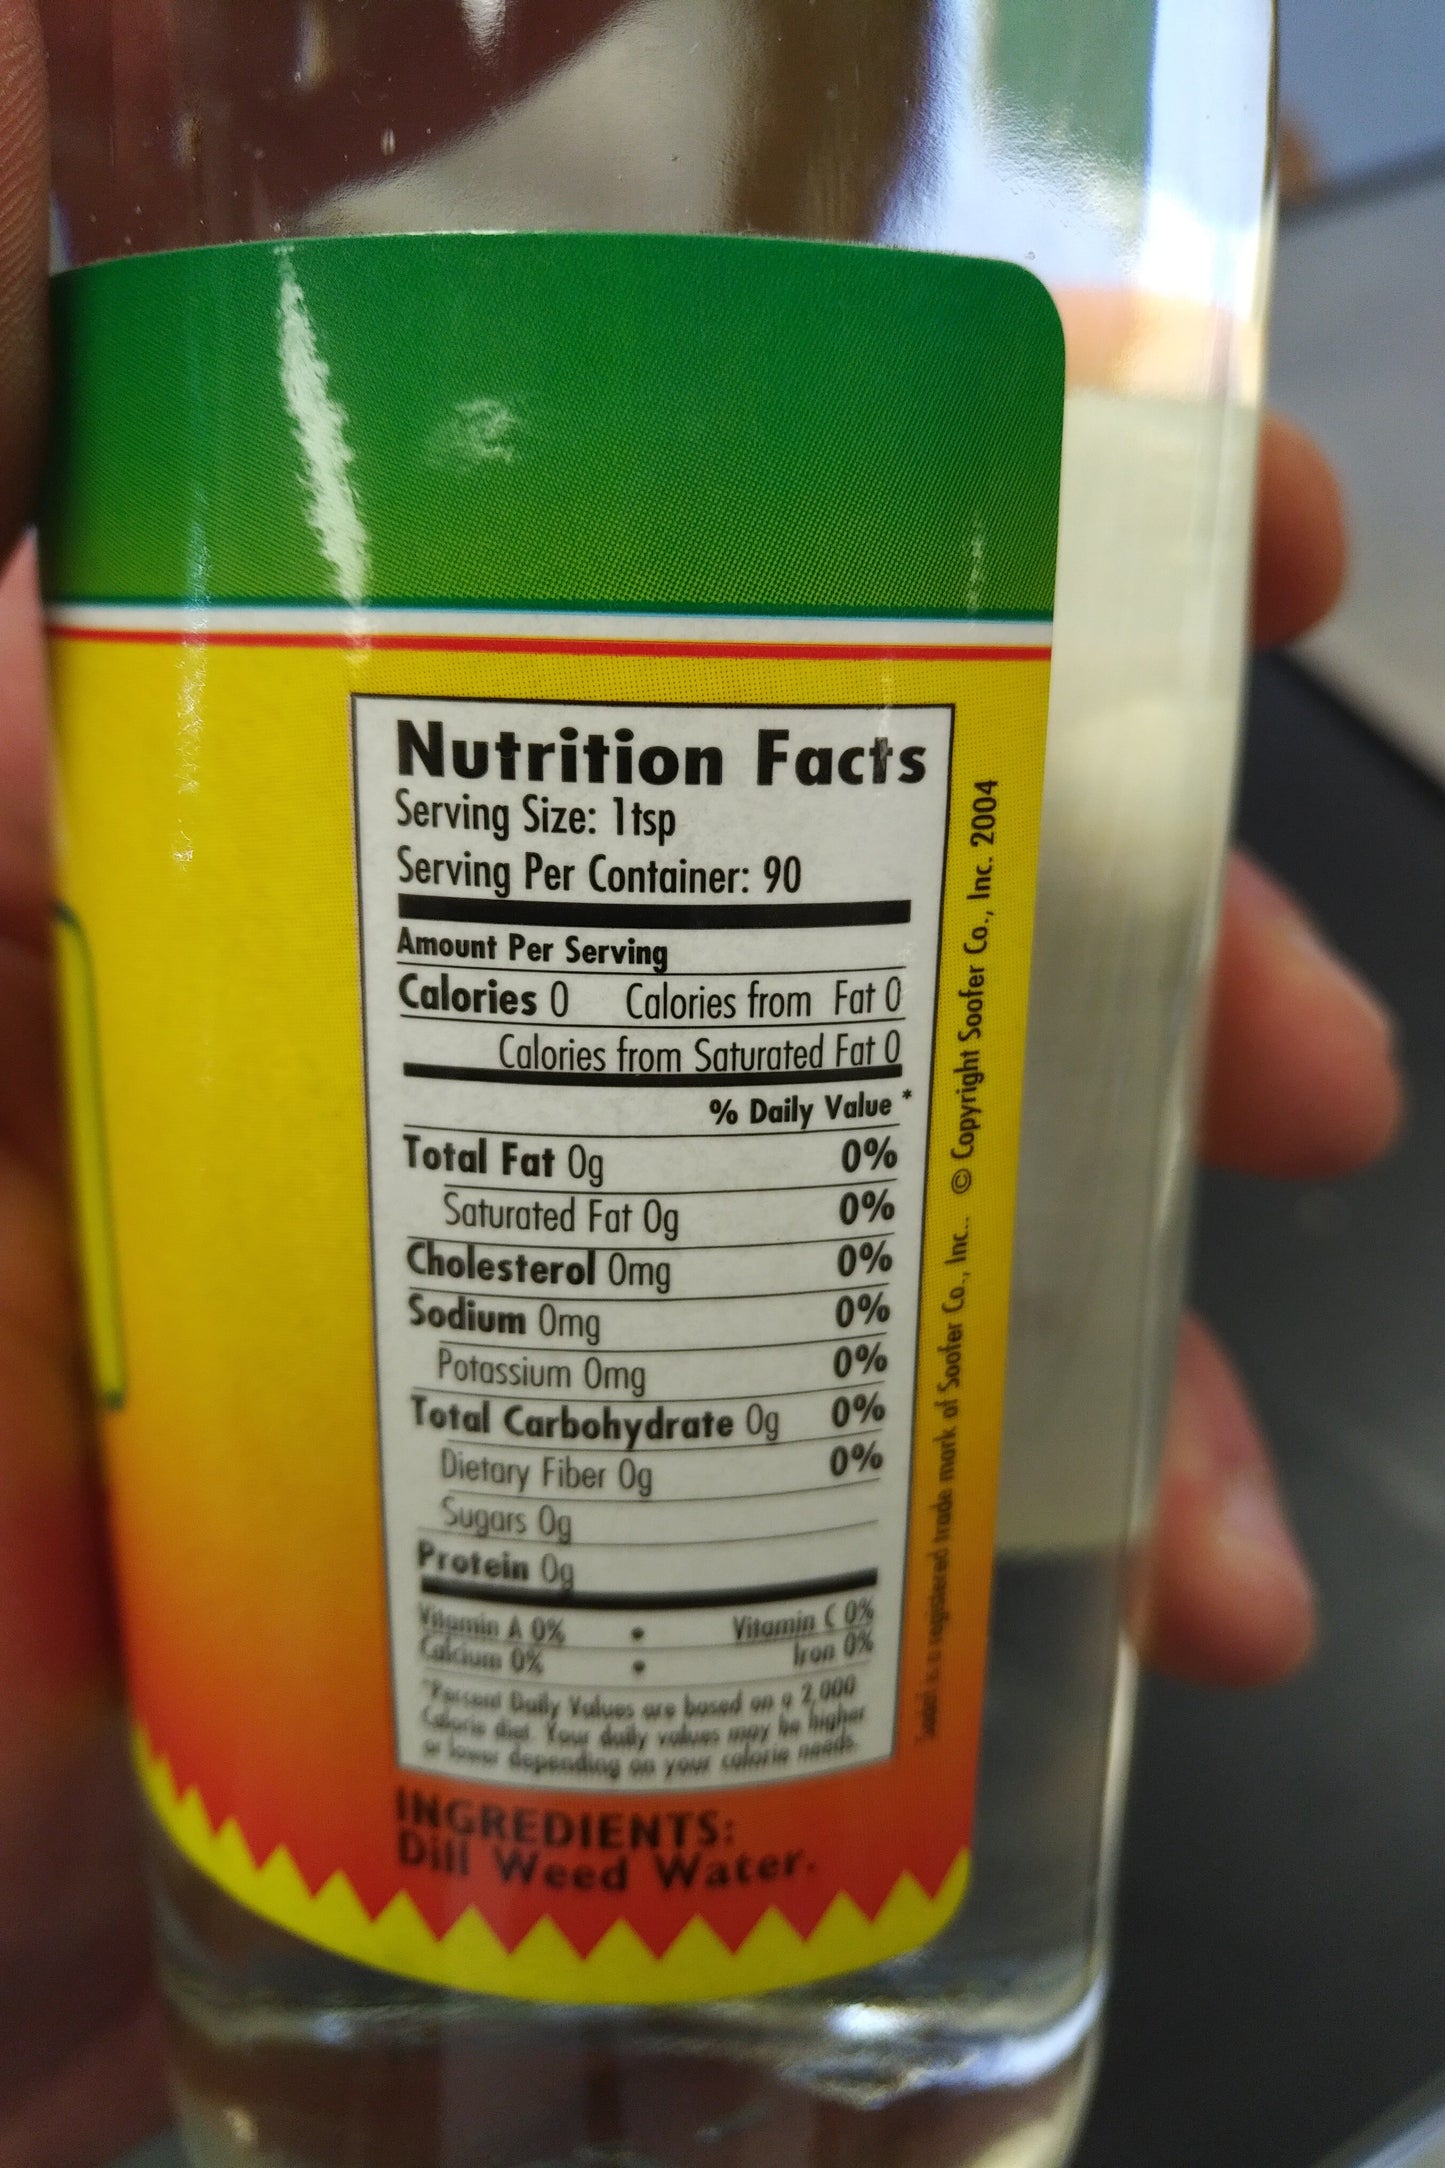 Nutrition Facts
Serving Size: 1tsp
Serving Per Container: 90
Amount Per Serving
Calories 0 Calories from Fat 0
Calories from Saturated Fat 0
% Daily Value *
Total Fat 0g 0%
Saturated Fat 0g 0%
Cholesterol 0mg 0%
Sodium 0mg 0%
Potassium 0mg 0%
Total Carbohydrate 0g 0%
Dietary Fiber 0g 0%
Sugars 0g
Protein 0g
Vitamin A 0% • Vitamin C 0%
Calcium 0% • Iron 0%
*Percent Daily Values are based on a 2,000
Calorie diet. Your daily values may be higher
or lower depending on your calorie needs.
INGREDIENTS:
Dill Weed Water.
is a registered trade mark of Soofer Co., Inc.. © Copyright Soofer Co., Inc. 2004